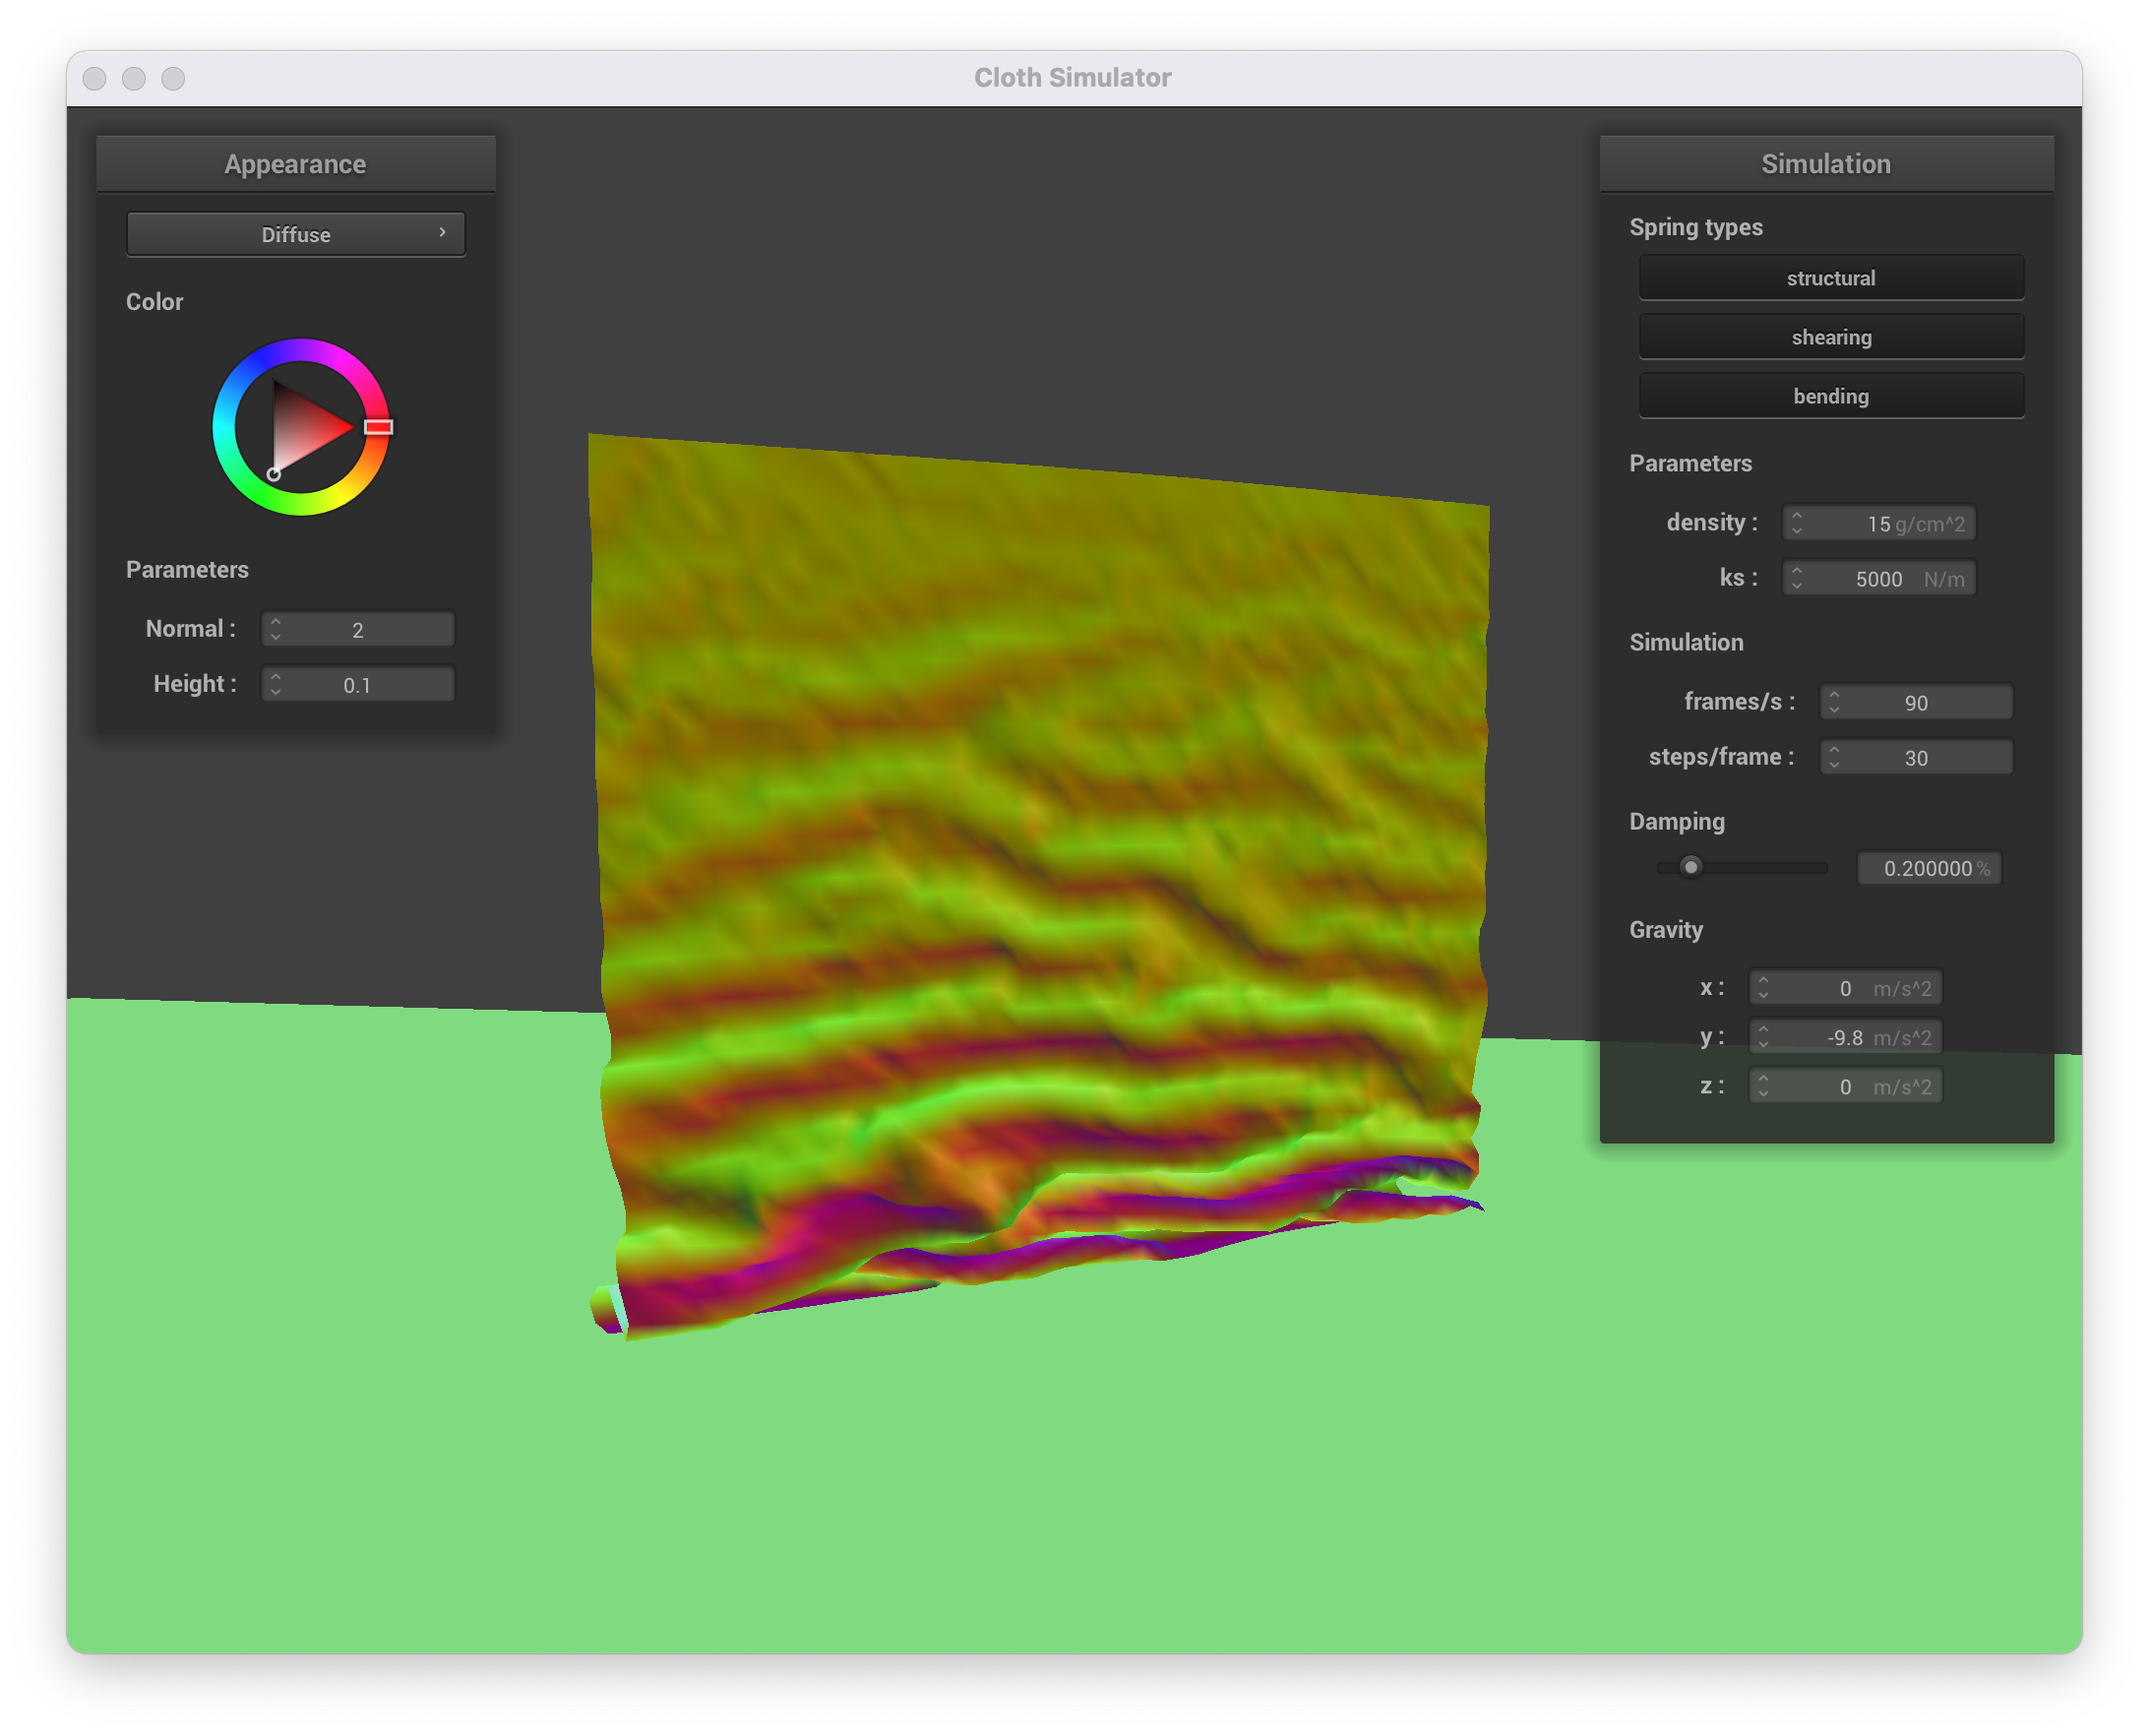 Cloth Simulator
Appearance
Diffuse ›
Color
Parameters
Normal : 2
Height : 0.1
Simulation
Spring types
structural
shearing
bending
Parameters
density : 15 g/cm^2
ks : 5000 N/m
Simulation
frames/s : 90
steps/frame : 30
Damping
0.200000 %
Gravity
x : 0 m/s^2
y : -9.8 m/s^2
z : 0 m/s^2